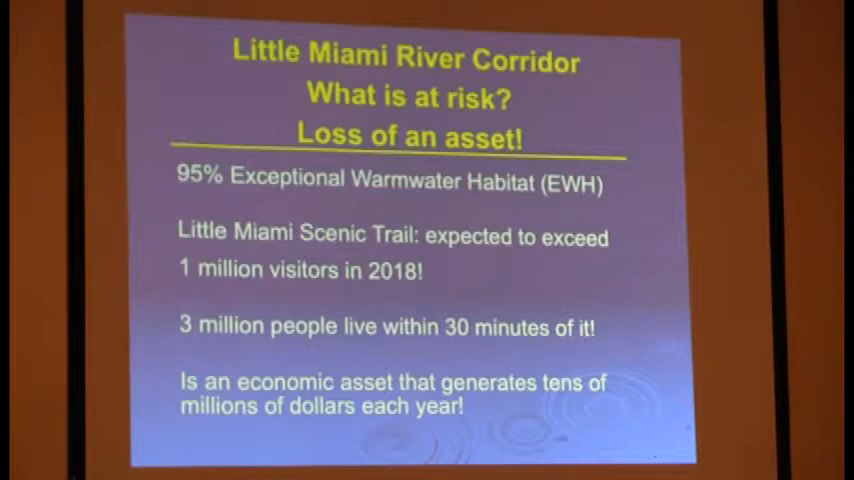 Little Miami River Corridor
What is at risk?
Loss of an asset!
95% Exceptional Warmwater Habitat (EWH)
Little Miami Scenic Trail: expected to exceed
1 million visitors in 2018!
3 million people live within 30 minutes of it!
Is an economic asset that generates tens of
millions of dollars each year!